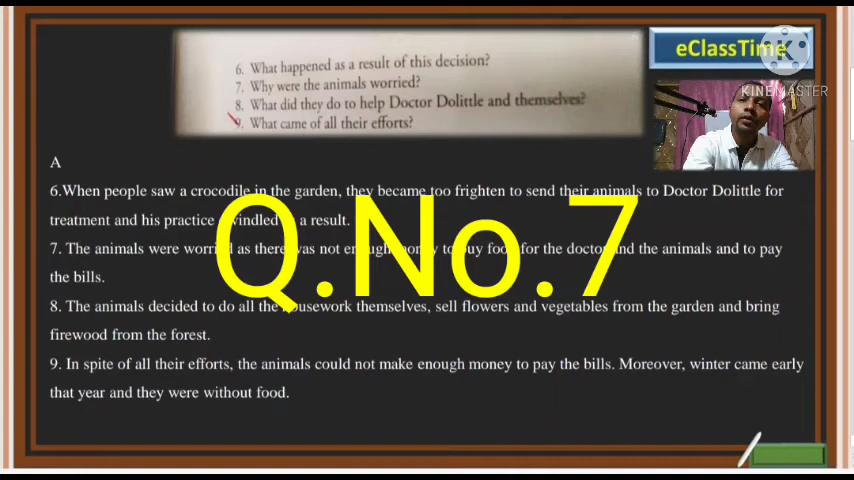 eClassTime
KINEMASTER
6. What happened as a result of this decision?
7. Why were the animals worried?
8. What did they do to help Doctor Dolittle and themselves?
9. What came of all their efforts?
A
6.When people saw a crocodile in the garden, they became too frighten to send their animals to Doctor Dolittle for
treatment and his practice a result.
7. The animals were worried as there was not enough money to buy food for the doctor and the animals and to pay
the bills.
8. The animals decided to do all the housework themselves, sell flowers and vegetables from the garden and bring
firewood from the forest.
9. In spite of all their efforts, the animals could not make enough money to pay the bills. Moreover, winter came early
that year and they were without food.
Q.No.7